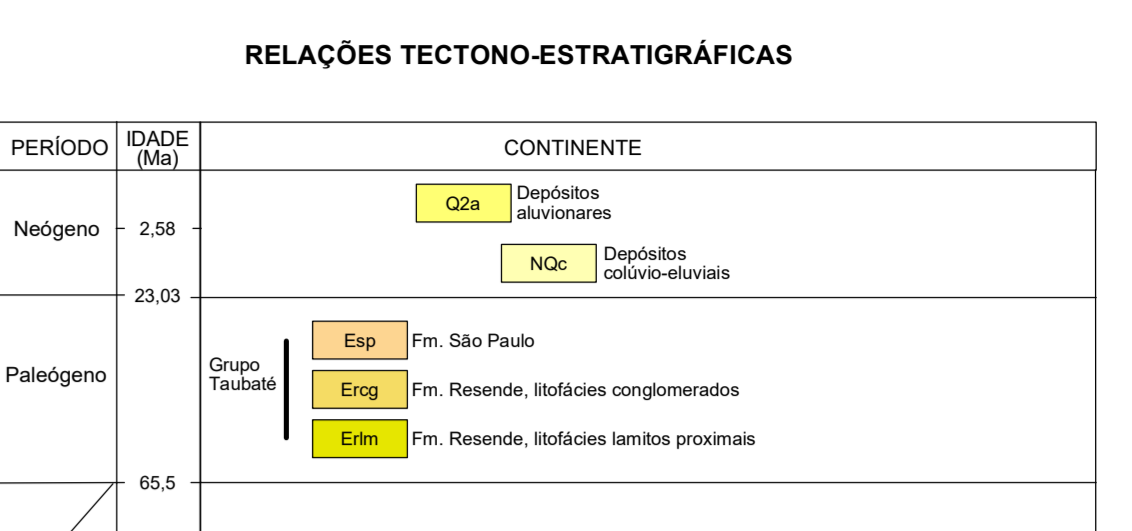 RELAÇÕES TECTONO-ESTRATIGRÁFICAS
PERÍODO
IDADE
(Ma)
CONTINENTE
Q2a
Depósitos
aluvionares
Neógeno
2,58
NQc
Depósitos
colúvio-eluviais
23,03
Esp
Fm. São Paulo
Paleógeno
Grupo
Taubaté
Ercg
Fm. Resende, litofácies conglomerados
Erlm
Fm. Resende, litofácies lamitos proximais
65,5